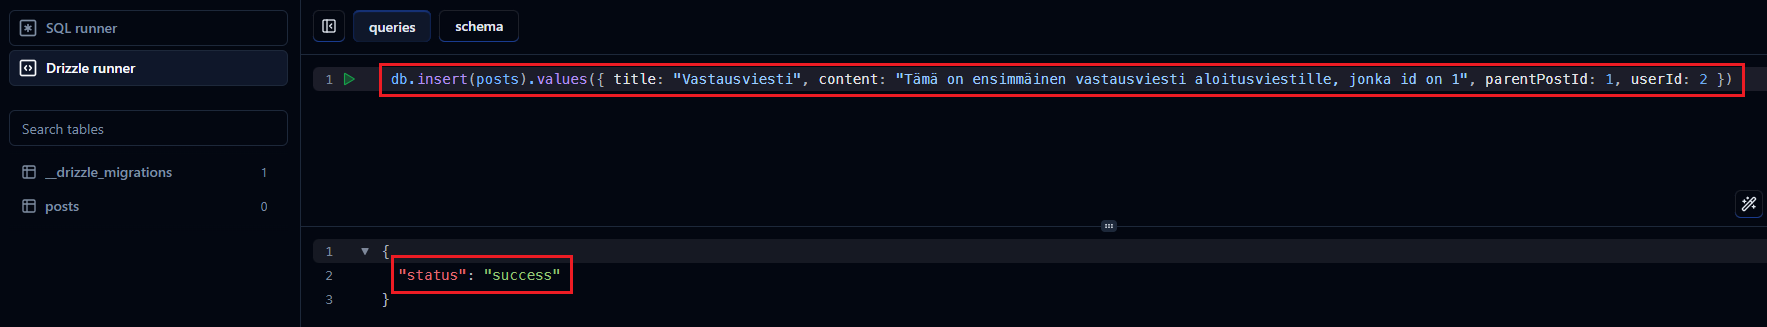 SQL runner
Drizzle runner
Search tables
__drizzle_migrations 1
posts 0
queries schema
1 db.insert(posts).values({ title: "Vastausviesti", content: "Tämä on ensimmäinen vastausviesti aloitusviestille, jonka id on 1", parentPostId: 1, userId: 2 })
1 {
2 "status": "success"
3 }